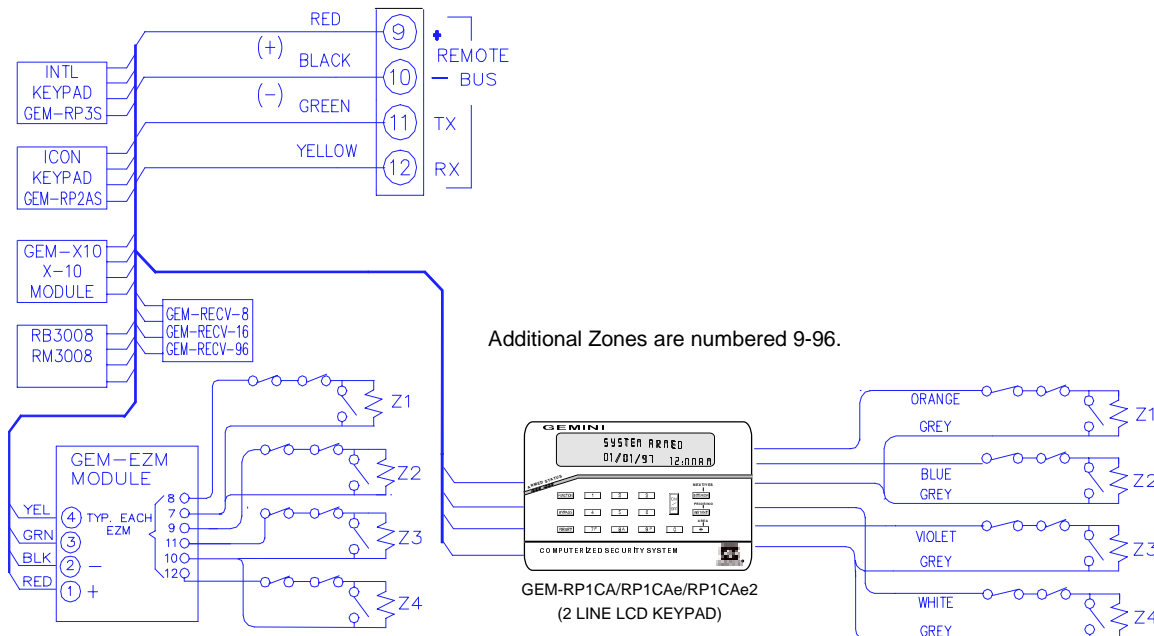 RED
9
+
(+)
REMOTE
BUS
BLACK
10
−
(−)
GREEN
11
TX
YELLOW
12
RX
INTL
KEYPAD
GEM-RP3S
ICON
KEYPAD
GEM-RP2AS
GEM-X10
X-10
MODULE
RB3008
RM3008
GEM-RECV-8
GEM-RECV-16
GEM-RECV-96
Additional Zones are numbered 9-96.
GEM-EZM
MODULE
TYP. EACH
EZM
YEL
4
GRN
3
BLK
2
−
RED
1
+
8
7
9
11
10
12
Z1
Z2
Z3
Z4
GEMINI
SYSTEM ARMED
01/01/97 12:00AM
ARMED STATUS
COMPUTERIZED SECURITY SYSTEM
GEM-RP1CA/RP1CAe/RP1CAe2
(2 LINE LCD KEYPAD)
ORANGE
GREY
Z1
BLUE
GREY
Z2
VIOLET
GREY
Z3
WHITE
GREY
Z4